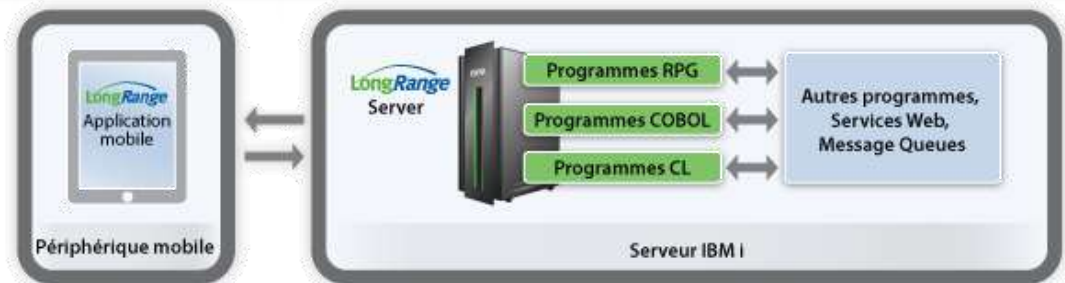 LongRange
Application
mobile
Périphérique mobile
LongRange
Server
Programmes RPG
Programmes COBOL
Programmes CL
Autres programmes,
Services Web,
Message Queues
Serveur IBM i